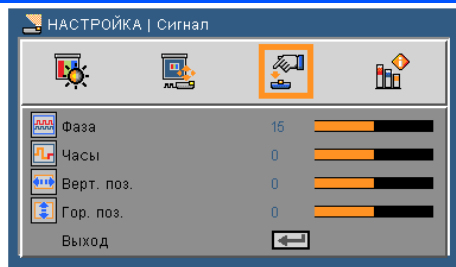 НАСТРОЙКА | Сигнал
Фаза 15
Часы 0
Верт. поз. 0
Гор. поз. 0
Выход